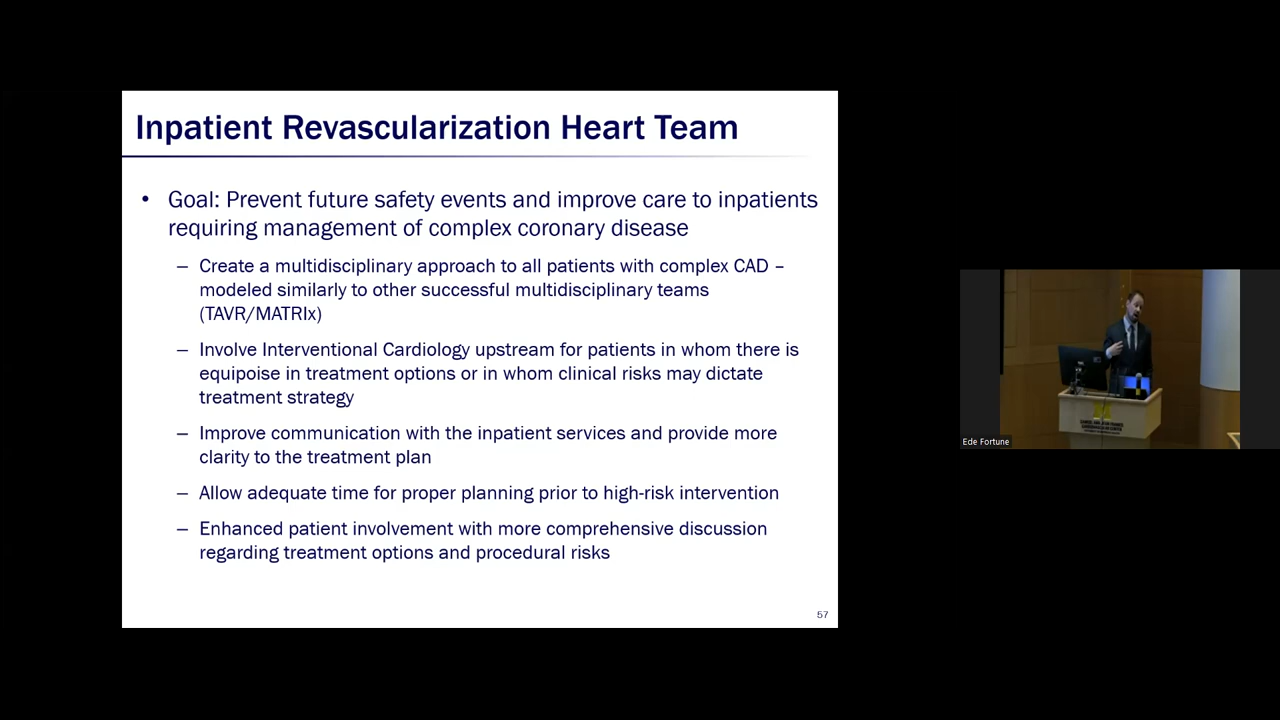 Inpatient Revascularization Heart Team
• Goal: Prevent future safety events and improve care to inpatients
requiring management of complex coronary disease
– Create a multidisciplinary approach to all patients with complex CAD –
modeled similarly to other successful multidisciplinary teams
(TAVR/MATRIx)
– Involve Interventional Cardiology upstream for patients in whom there is
equipoise in treatment options or in whom clinical risks may dictate
treatment strategy
– Improve communication with the inpatient services and provide more
clarity to the treatment plan
– Allow adequate time for proper planning prior to high-risk intervention
– Enhanced patient involvement with more comprehensive discussion
regarding treatment options and procedural risks
57
Ede Fortune